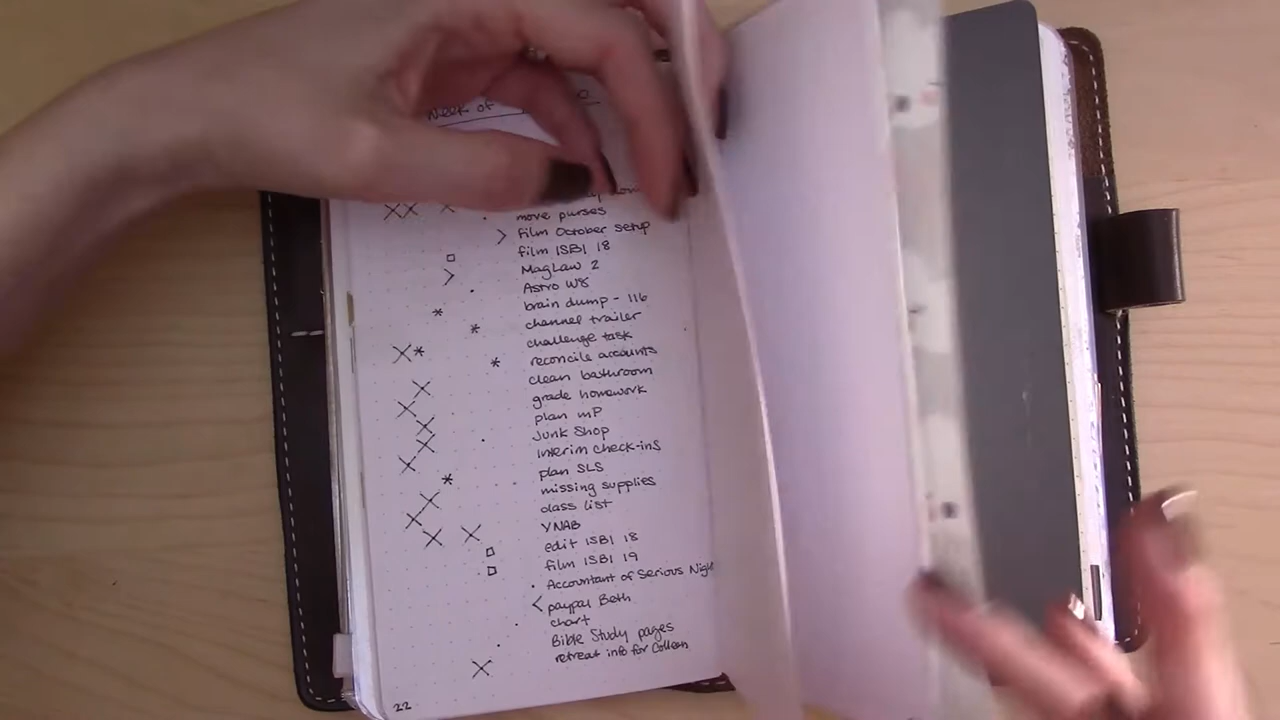 Week of
move purses
film October setup
film ISBI 18
MagLaw 2
Astro W8
brain dump - 116
channel trailer
challenge task
reconcile accounts
clean bathroom
grade homework
plan MP
Junk Shop
interim check-ins
plan SLS
missing supplies
class list
YNAB
edit ISBI 18
film ISBI 19
Accountant of Serious Nigh
paypal Beth
chart
Bible Study pages
retreat info for Colleen
22